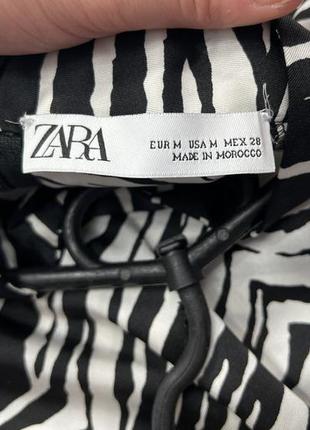 ZARA
EUR M USA M MEX 28
MADE IN MOROCCO